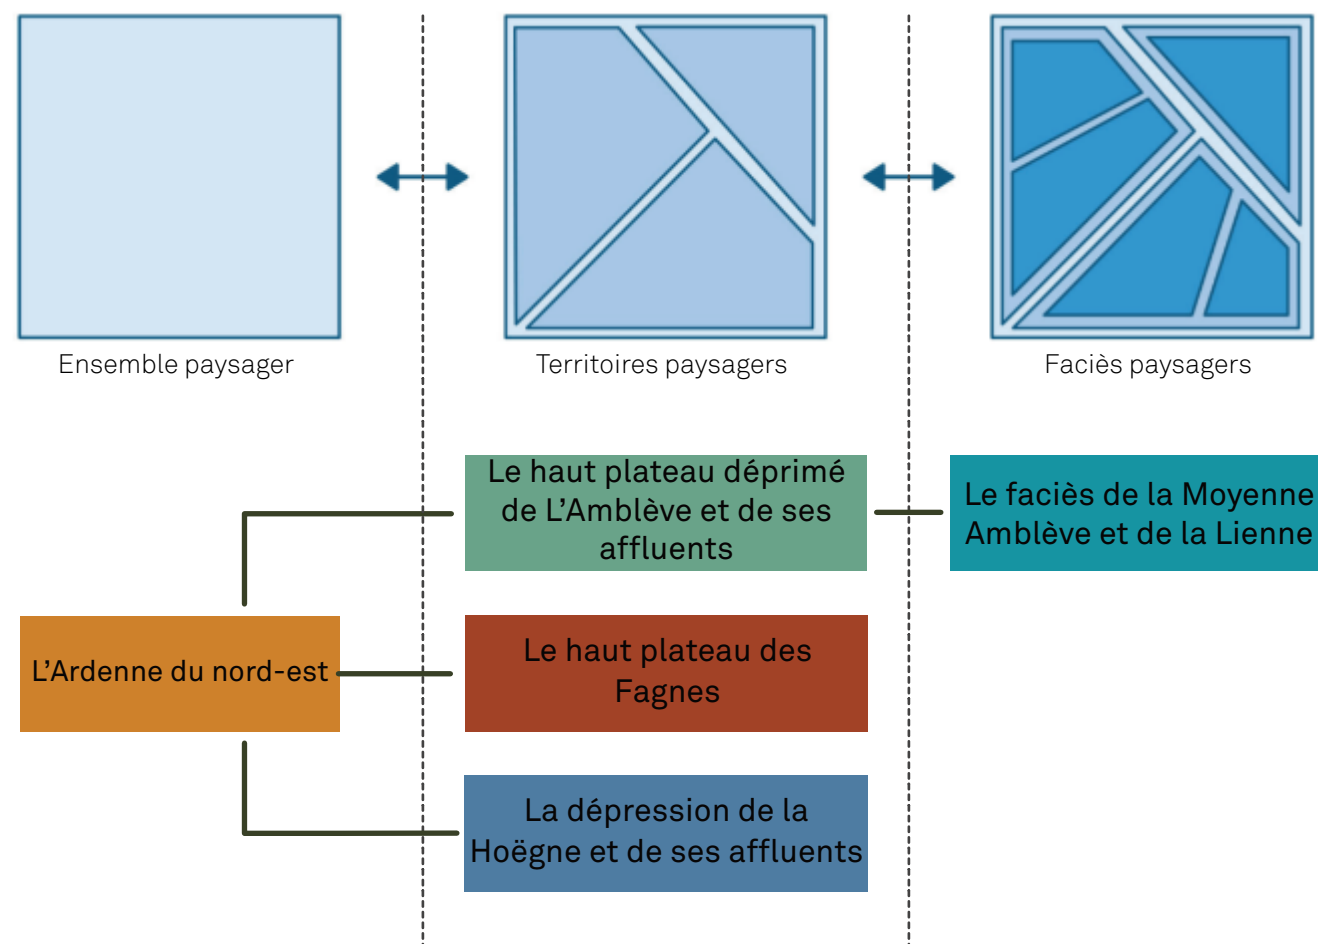 Ensemble paysager
Territoires paysagers
Faciès paysagers
Le haut plateau déprimé
de L'Amblève et de ses
affluents
Le faciès de la Moyenne
Amblève et de la Lienne
L'Ardenne du nord-est
Le haut plateau des
Fagnes
La dépression de la
Hoëgne et de ses affluents